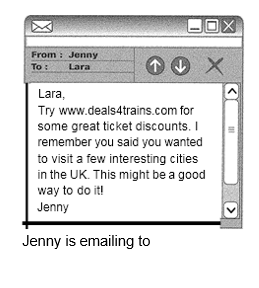 From : Jenny
To : Lara
Lara,
Try www.deals4trains.com for
some great ticket discounts. I
remember you said you wanted
to visit a few interesting cities
in the UK. This might be a good
way to do it!
Jenny
Jenny is emailing to